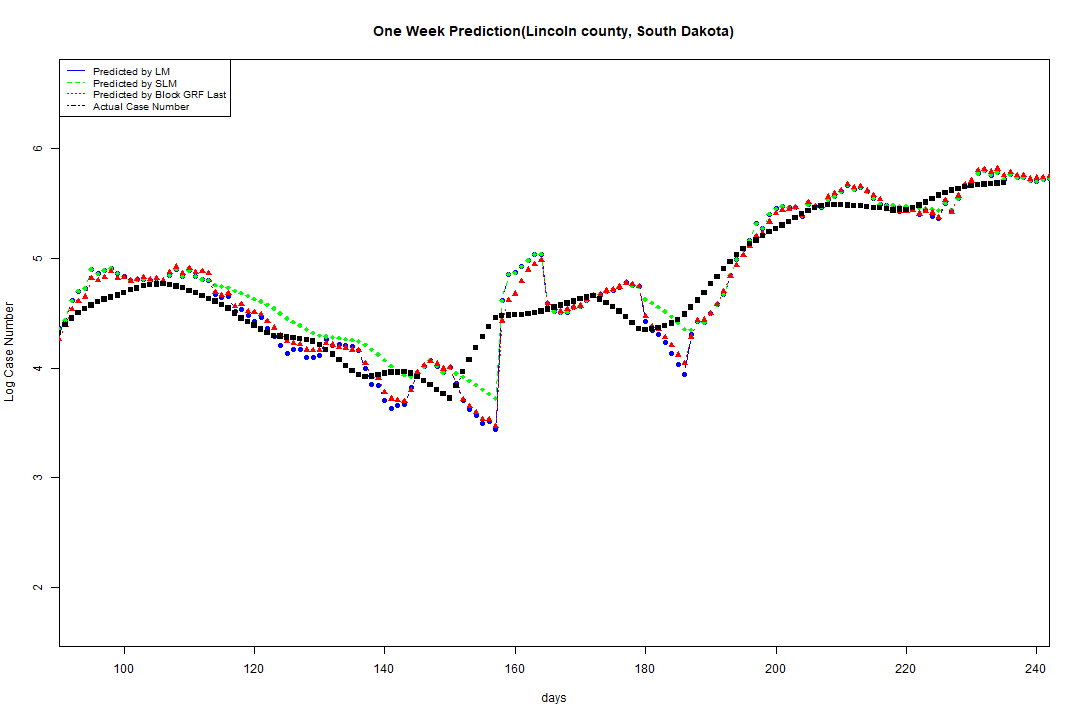 One Week Prediction(Lincoln county, South Dakota)
Predicted by LM
Predicted by SLM
Predicted by Block GRF Last
Actual Case Number
6
5
4
3
2
Log Case Number
100 120 140 160 180 200 220 240
days